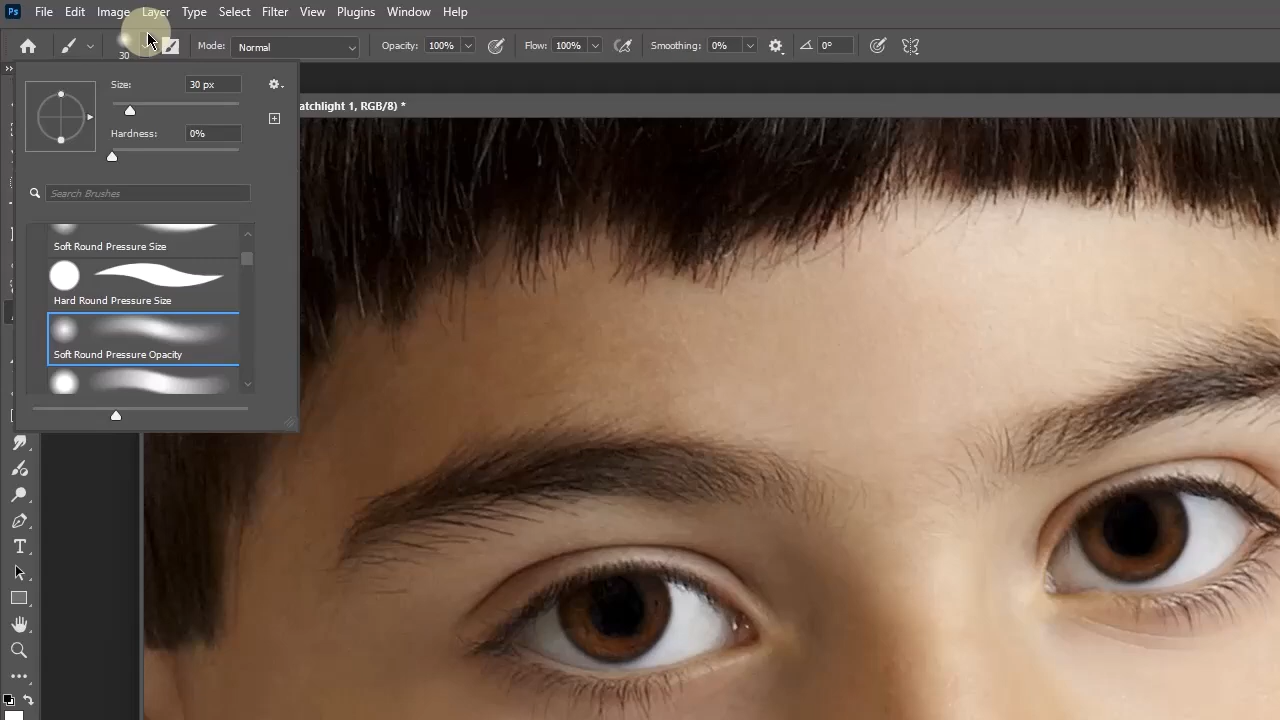 Ps File Edit Image Layer Type Select Filter View Plugins Window Help
30 Mode: Normal Opacity: 100% Flow: 100% Smoothing: 0% 0°
Size: 30 px
atchlight 1, RGB/8) *
Hardness: 0%
Search Brushes
Soft Round Pressure Size
Hard Round Pressure Size
Soft Round Pressure Opacity